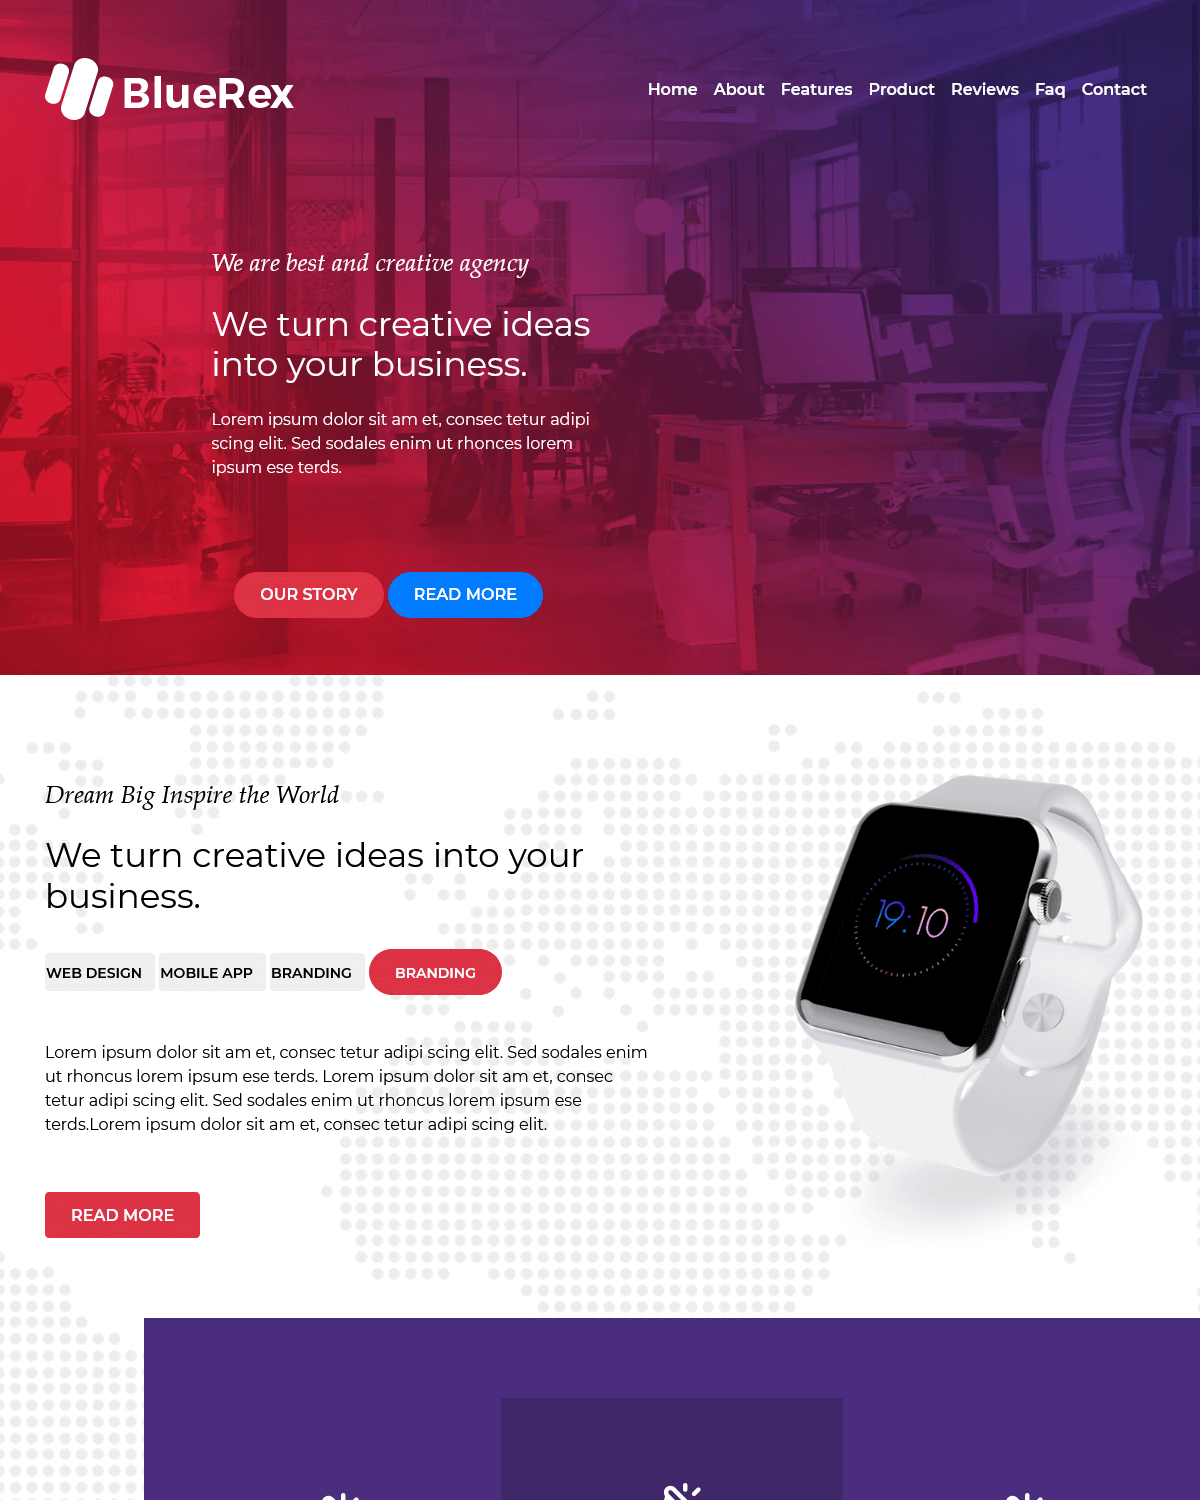 BlueRex
Home About Features Product Reviews Faq Contact
We are best and creative agency
We turn creative ideas
into your business.
Lorem ipsum dolor sit am et, consec tetur adipi
scing elit. Sed sodales enim ut rhonces lorem
ipsum ese terds.
OUR STORY READ MORE
Dream Big Inspire the World
We turn creative ideas into your
business.
WEB DESIGN MOBILE APP BRANDING BRANDING
Lorem ipsum dolor sit am et, consec tetur adipi scing elit. Sed sodales enim
ut rhoncus lorem ipsum ese terds. Lorem ipsum dolor sit am et, consec
tetur adipi scing elit. Sed sodales enim ut rhoncus lorem ipsum ese
terds.Lorem ipsum dolor sit am et, consec tetur adipi scing elit.
READ MORE
19:10